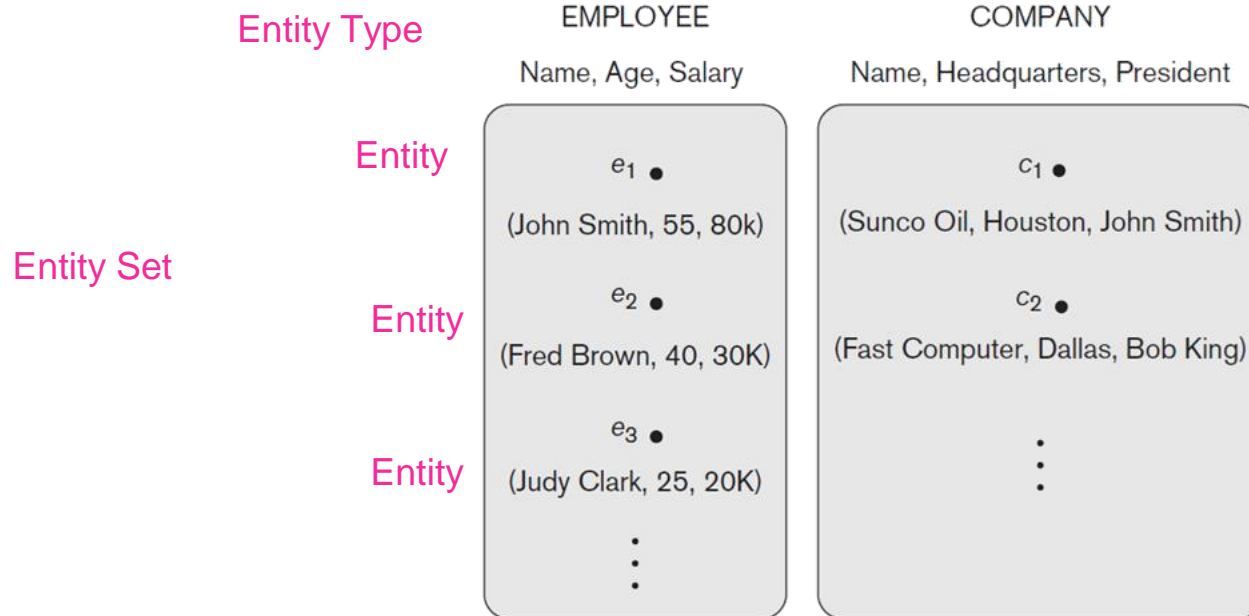 Entity Type
EMPLOYEE
COMPANY
Name, Age, Salary
Name, Headquarters, President
Entity
e1
c1
(John Smith, 55, 80k)
(Sunco Oil, Houston, John Smith)
Entity Set
Entity
e2
c2
(Fred Brown, 40, 30K)
(Fast Computer, Dallas, Bob King)
Entity
e3
(Judy Clark, 25, 20K)